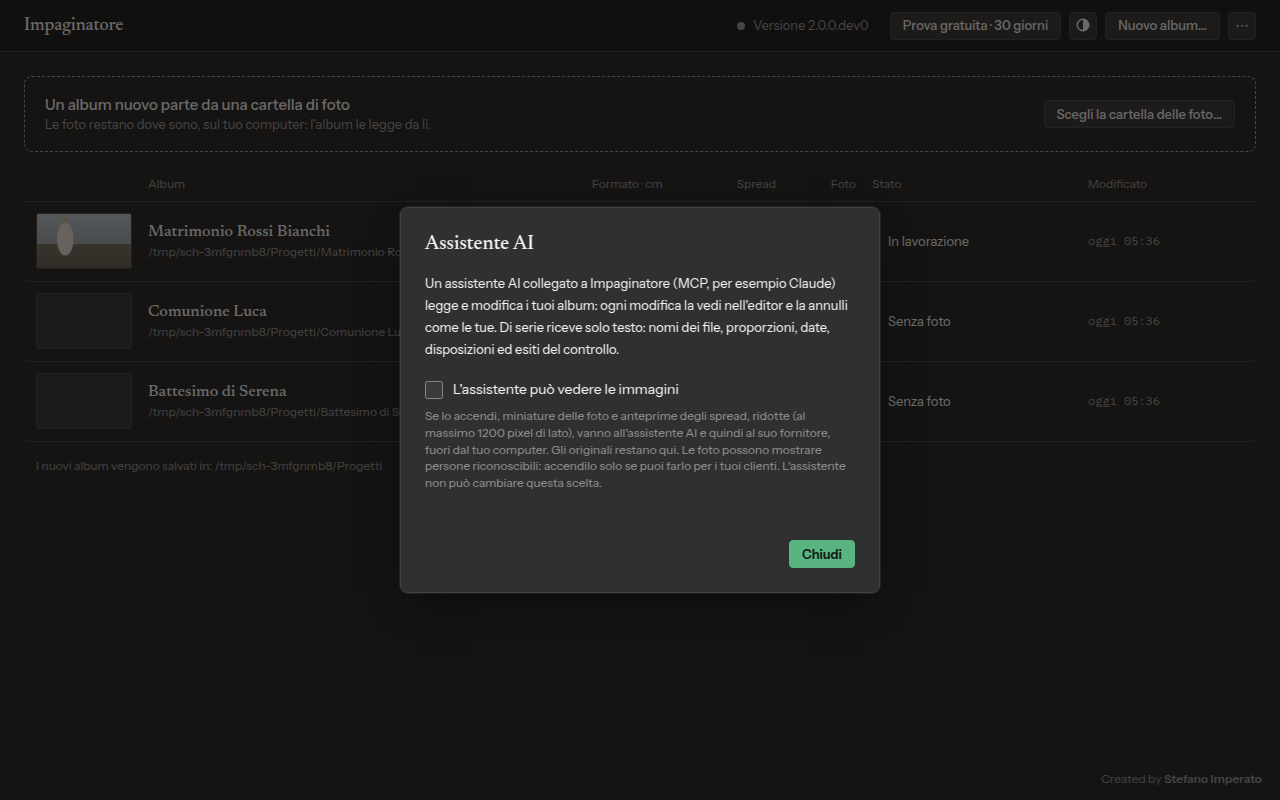 Impaginatore
Versione 2.0.0.dev0
Prova gratuita · 30 giorni
Nuovo album…
···
Un album nuovo parte da una cartella di foto
Le foto restano dove sono, sul tuo computer: l'album le legge da lì.
Scegli la cartella delle foto…
Album
Formato · cm
Spread
Foto
Stato
Modificato
Matrimonio Rossi Bianchi
/tmp/sch-3mfgnmb8/Progetti/Matrimonio Ro
In lavorazione
oggi 05:36
Comunione Luca
/tmp/sch-3mfgnmb8/Progetti/Comunione Lu
Senza foto
oggi 05:36
Battesimo di Serena
/tmp/sch-3mfgnmb8/Progetti/Battesimo di S
Senza foto
oggi 05:36
I nuovi album vengono salvati in: /tmp/sch-3mfgnmb8/Progetti
Assistente AI
Un assistente AI collegato a Impaginatore (MCP, per esempio Claude)
legge e modifica i tuoi album: ogni modifica la vedi nell'editor e la annulli
come le tue. Di serie riceve solo testo: nomi dei file, proporzioni, date,
disposizioni ed esiti del controllo.
L'assistente può vedere le immagini
Se lo accendi, miniature delle foto e anteprime degli spread, ridotte (al
massimo 1200 pixel di lato), vanno all'assistente AI e quindi al suo fornitore,
fuori dal tuo computer. Gli originali restano qui. Le foto possono mostrare
persone riconoscibili: accendilo solo se puoi farlo per i tuoi clienti. L'assistente
non può cambiare questa scelta.
Chiudi
Created by Stefano Imperato